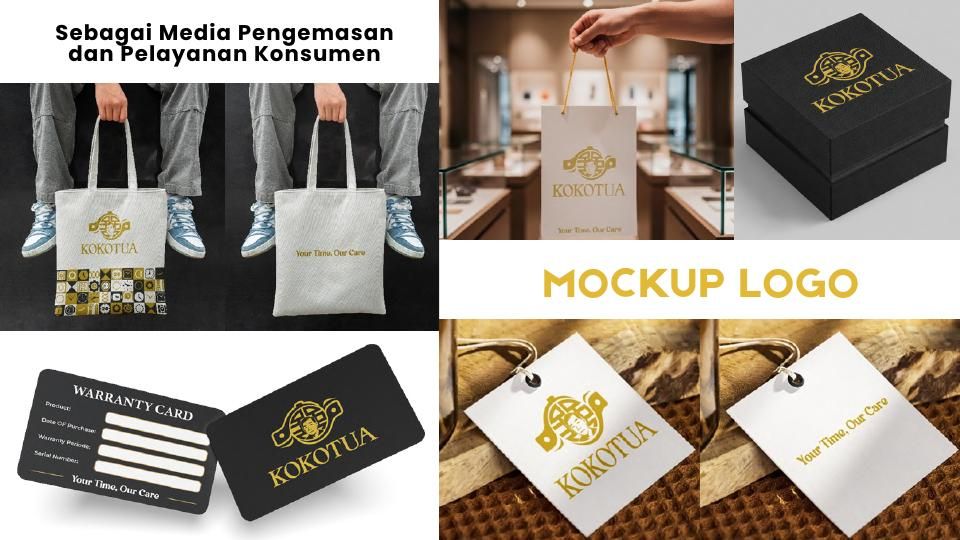 Sebagai Media Pengemasan
dan Pelayanan Konsumen
KOKOTUA
Your Time, Our Care
KOKOTUA
Your Time, Our Care
KOKOTUA
MOCKUP LOGO
WARRANTY CARD
Product:
Date OF Purchase:
Warranty Periode:
Serial Number:
Your Time, Our Care
KOKOTUA
KOKOTUA
Your Time, Our Care